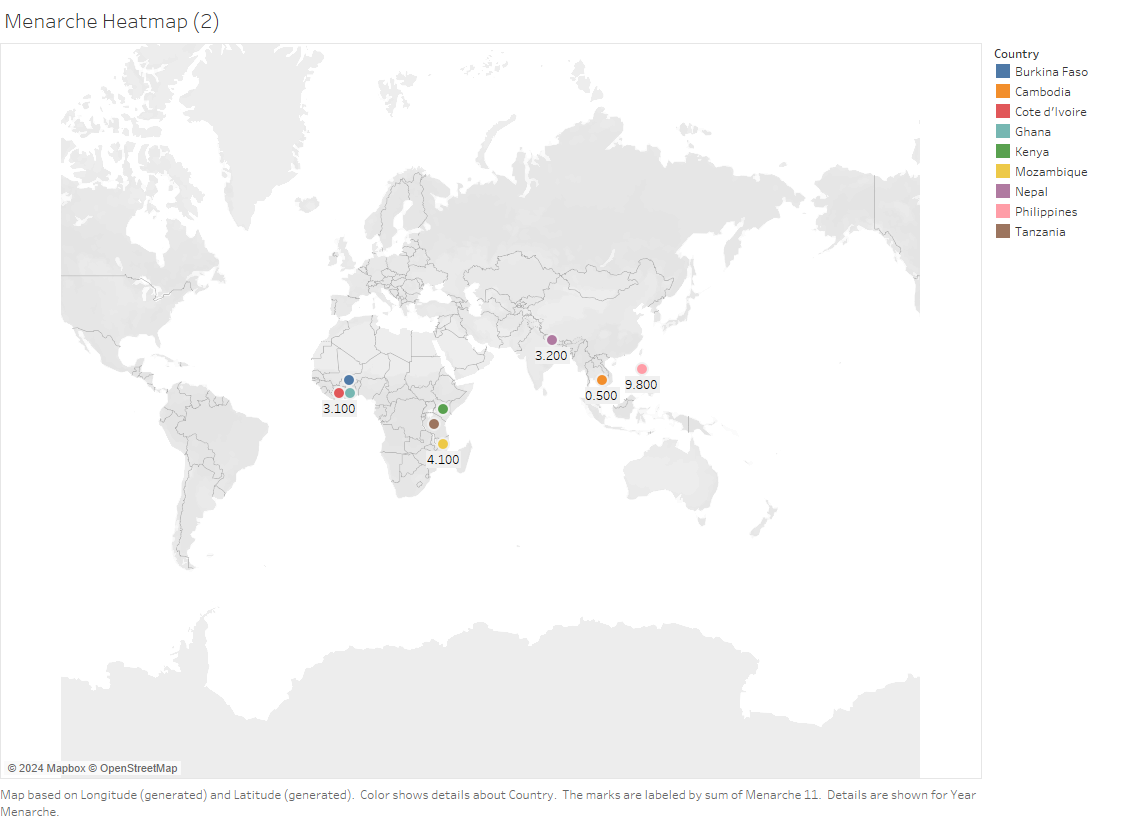 Menarche Heatmap (2)
Country
Burkina Faso
Cambodia
Cote d'Ivoire
Ghana
Kenya
Mozambique
Nepal
Philippines
Tanzania
3.200
9.800
0.500
3.100
4.100
© 2024 Mapbox © OpenStreetMap
Map based on Longitude (generated) and Latitude (generated). Color shows details about Country. The marks are labeled by sum of Menarche 11. Details are shown for Year
Menarche.